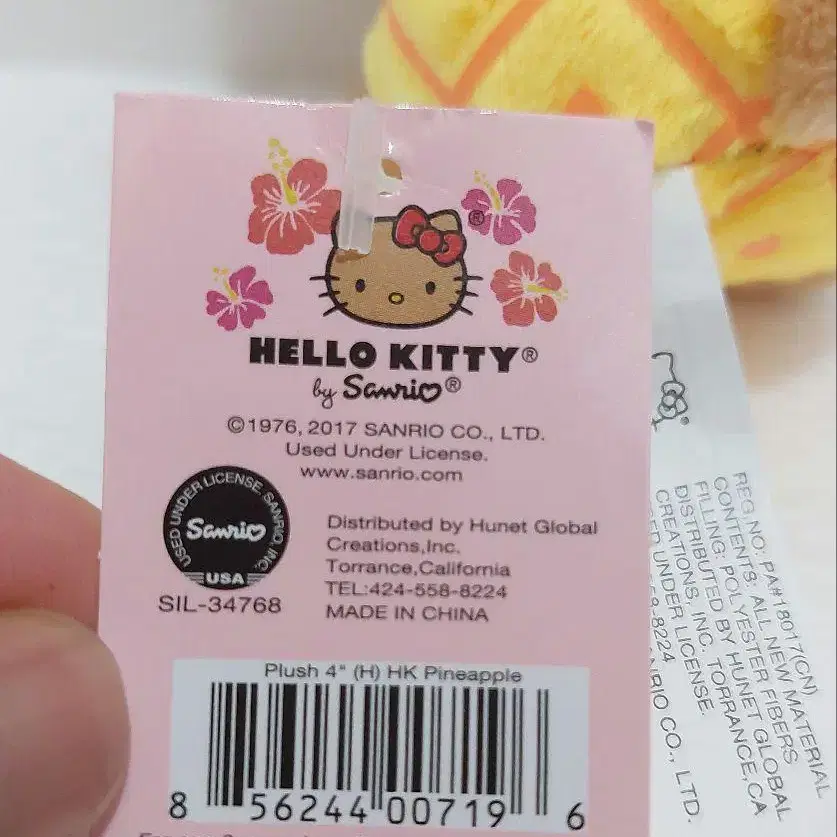 HELLO KITTY®
by Sanrio®
©1976, 2017 SANRIO CO., LTD.
Used Under License.
www.sanrio.com
USED UNDER LICENSE. SANRIO, INC.
Sanrio
USA
SIL-34768
Distributed by Hunet Global
Creations,Inc.
Torrance,California
TEL:424-558-8224
MADE IN CHINA
Plush 4" (H) HK Pineapple
8 56244 00719 6
REG.NO: PA#18017(CN)
CONTENTS: ALL NEW MATERIAL
FILLING: POLYESTER FIBERS
DISTRIBUTED BY HUNET GLOBAL
CREATIONS, INC. TORRANCE,CA
UNDER LICENSE.
8224
CO., LTD.